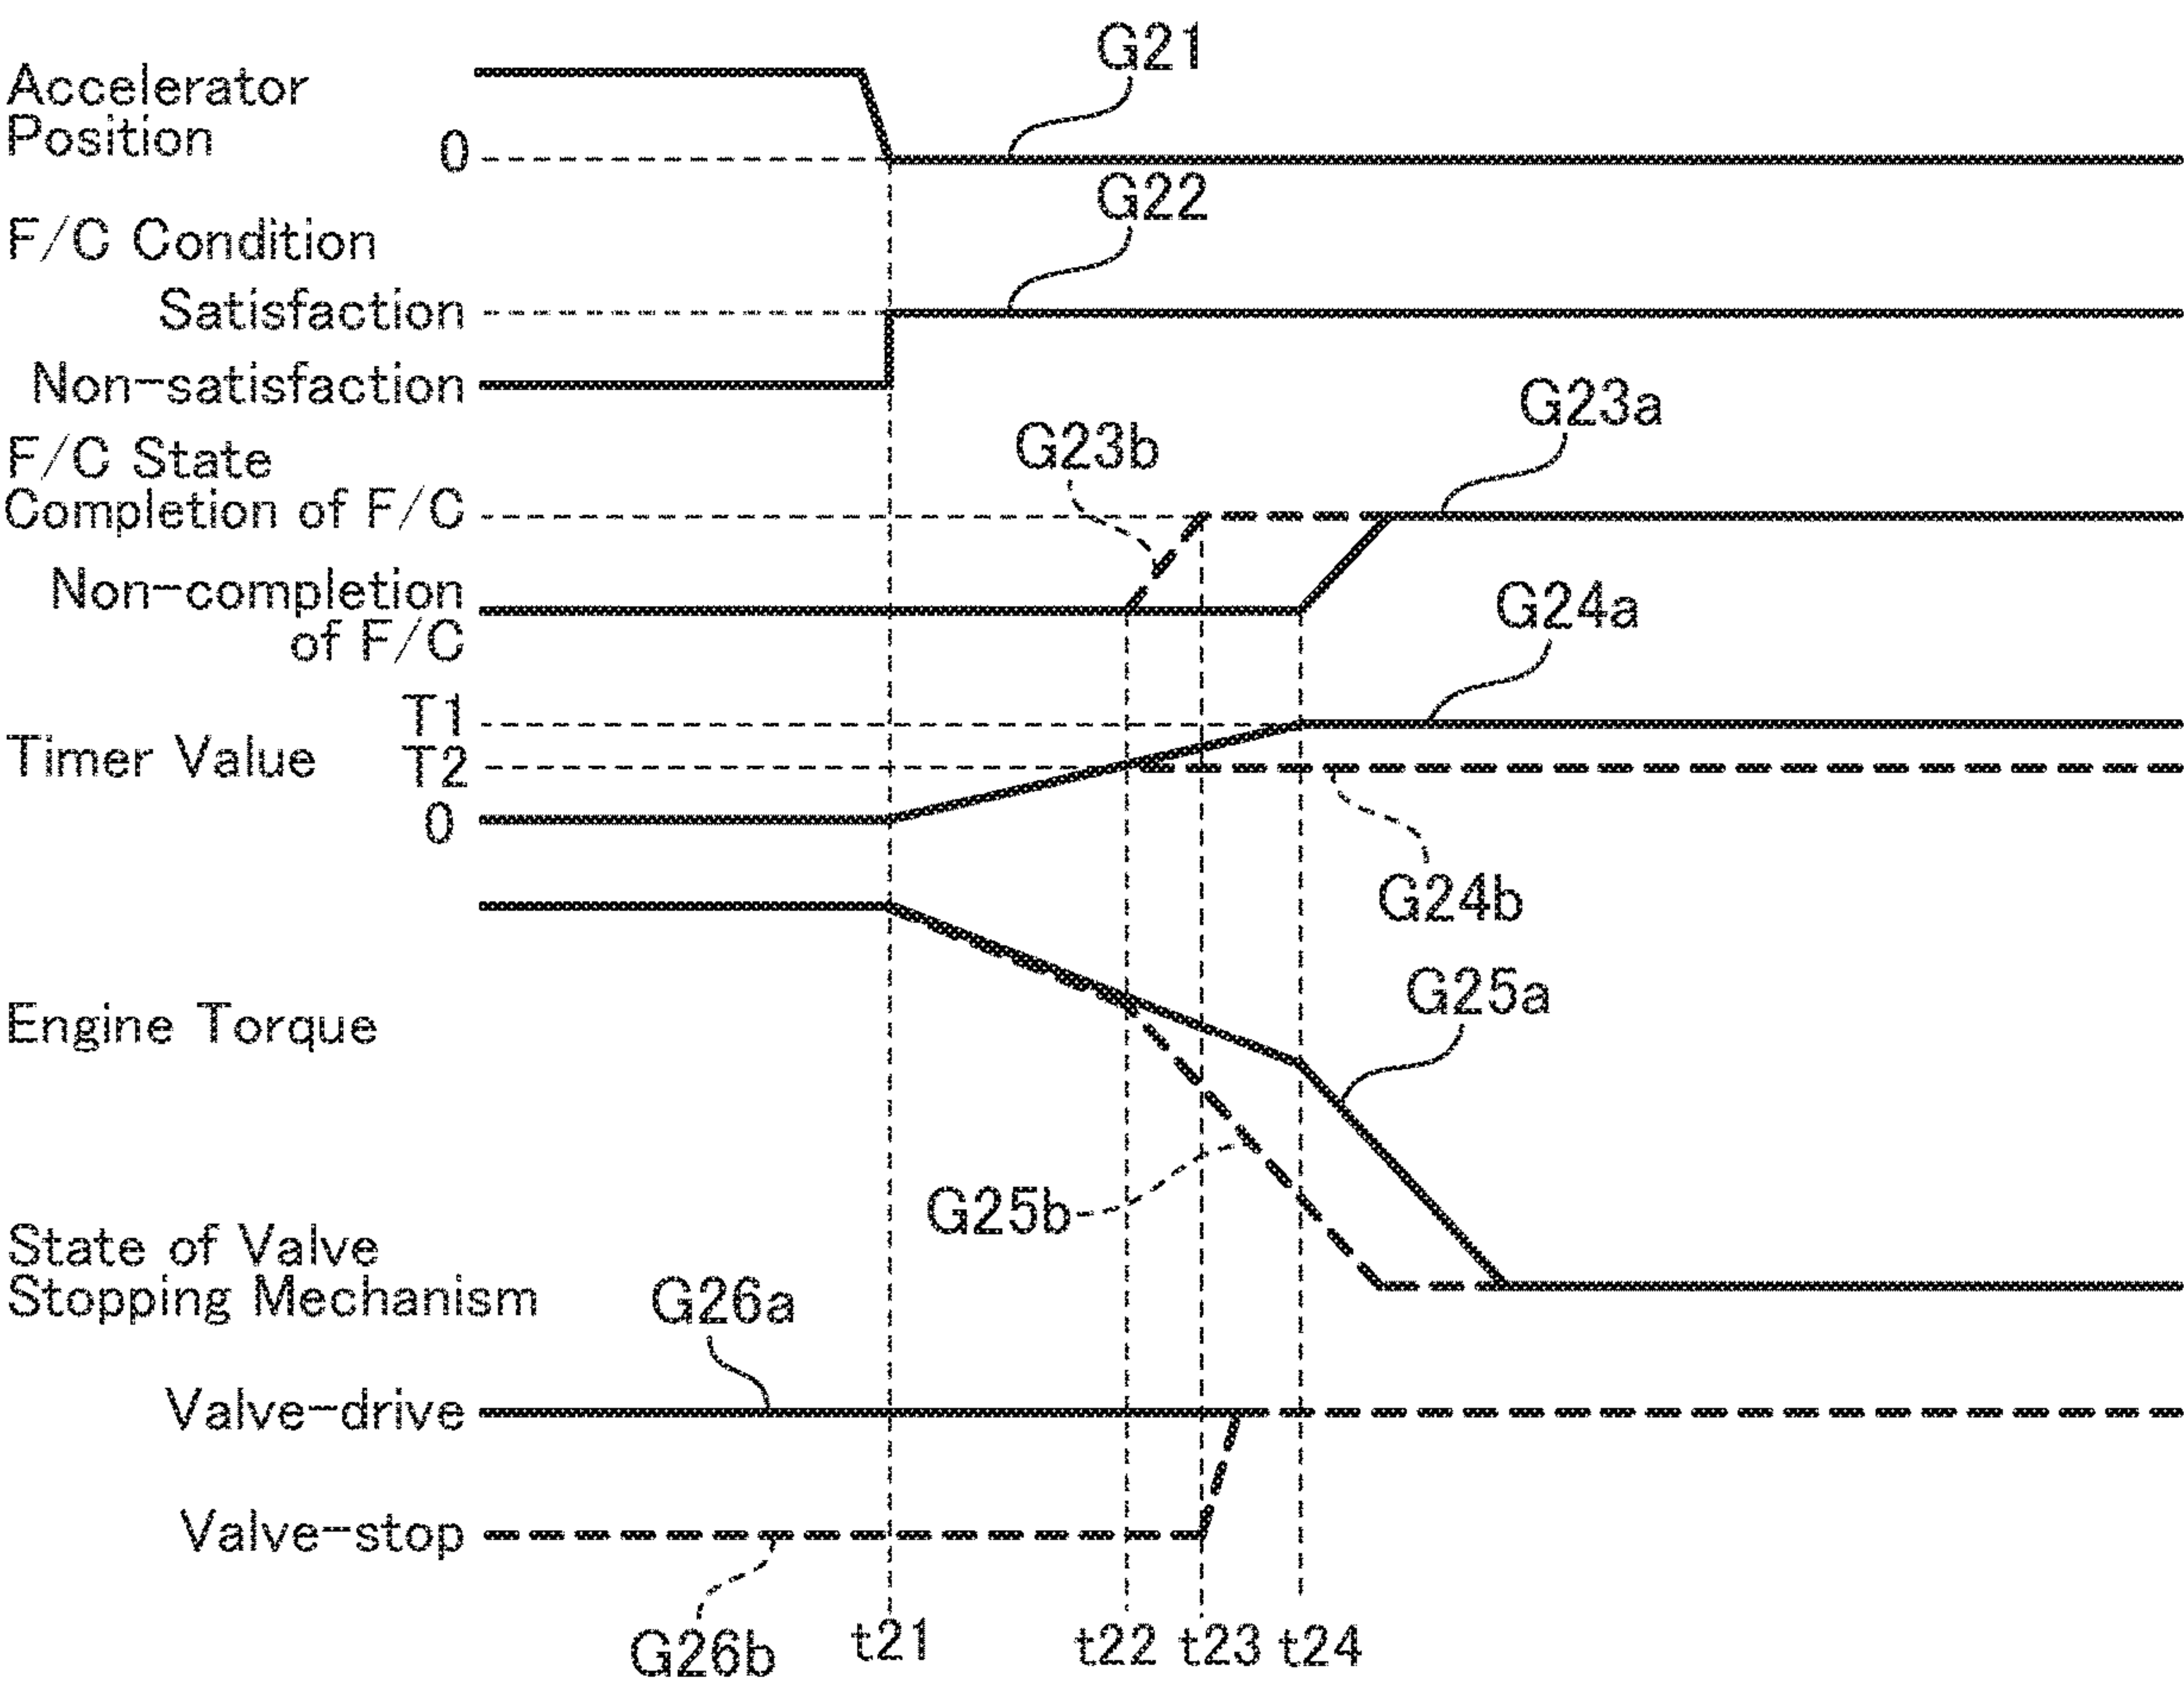 G21
Accelerator
Position
0
G22
F/C Condition
Satisfaction
Non-satisfaction
G23a
G23b
F/C State
Completion of F/C
Non-completion
of F/C
G24a
T1
Timer Value
T2
0
G24b
G25a
Engine Torque
G25b
State of Valve
Stopping Mechanism
G26a
Valve-drive
Valve-stop
G26b
t21
t22
t23
t24